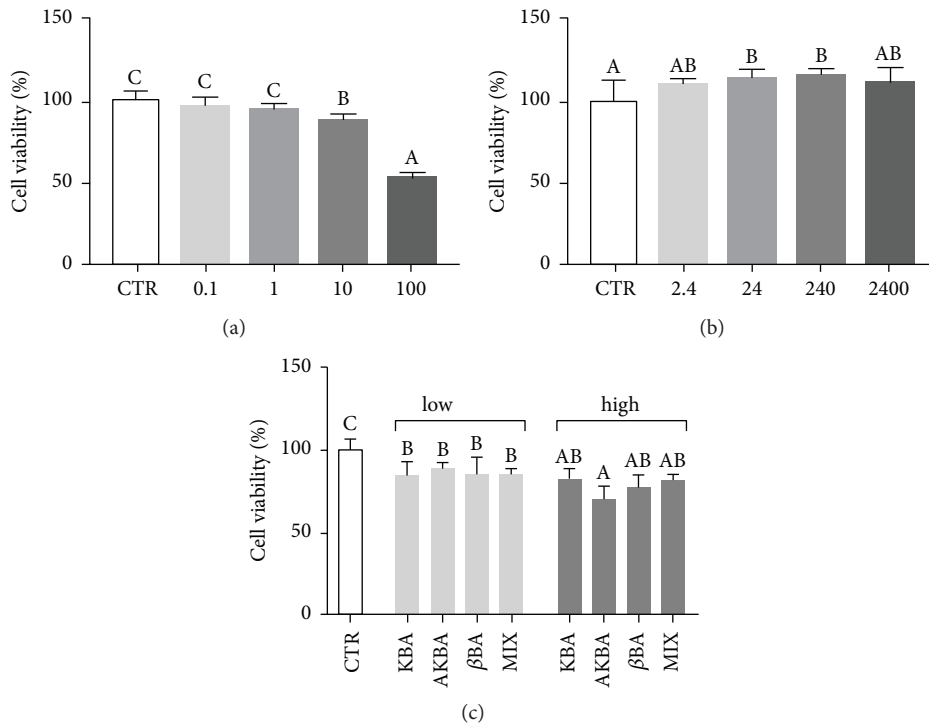 150
100
50
0
Cell viability (%)
C
C
C
B
A
CTR
0.1
1
10
100
(a)
150
100
50
0
Cell viability (%)
A
AB
B
B
AB
CTR
2.4
24
240
2400
(b)
150
100
50
0
Cell viability (%)
low
high
C
B
B
B
B
AB
A
AB
AB
CTR
KBA
AKBA
βBA
MIX
KBA
AKBA
βBA
MIX
(c)